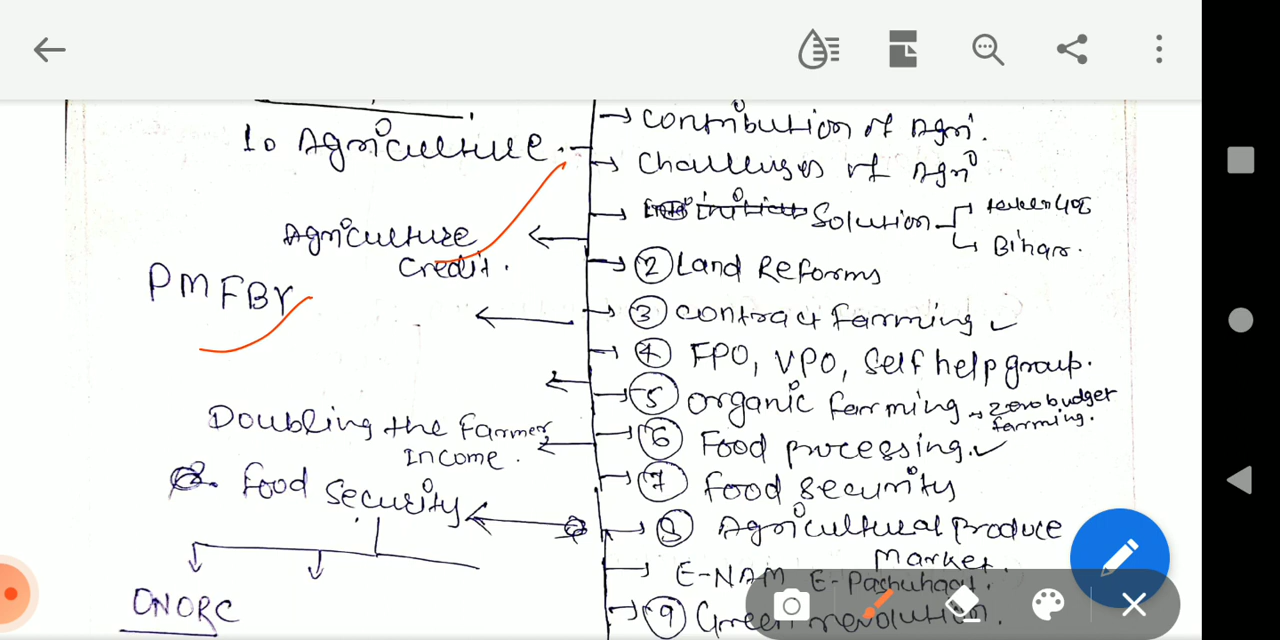 1. Agriculture.
→ Contribution of Agri.
→ Challenges of Agri
→ Solution
→ Bihar.
Agriculture
Credit.
PMFBY
→ ② Land Reforms
→ ③ Contract farming ✓
→ ④ FPO, VPO, Self help group.
→ ⑤ Organic farming → zero budget
farming.
Doubling the Farmer
Income.
→ ⑥ Food processing. ✓
Food Security
→ ⑦ food security
→ ⑧ Agricultural produce
Market.
→ E-NAM E-Pashuhaat.
ONORC
→ ⑨ Green revolution.